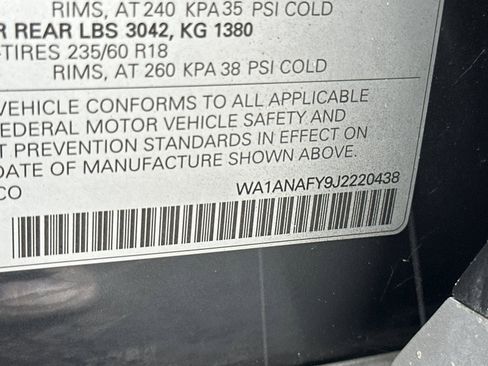 RIMS, AT 240 KPA 35 PSI COLD
R REAR LBS 3042, KG 1380
-TIRES 235/60 R18
RIMS, AT 260 KPA 38 PSI COLD
VEHICLE CONFORMS TO ALL APPLICABLE
FEDERAL MOTOR VEHICLE SAFETY AND
T PREVENTION STANDARDS IN EFFECT ON
DATE OF MANUFACTURE SHOWN ABOVE.
CO
WA1ANAFY9J2220438